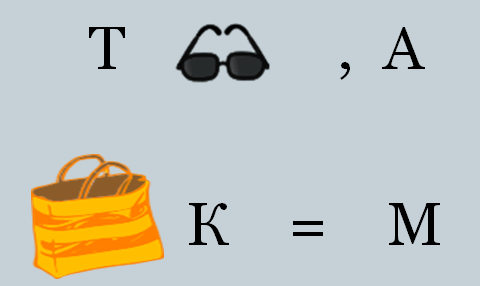 Т , А
К = М